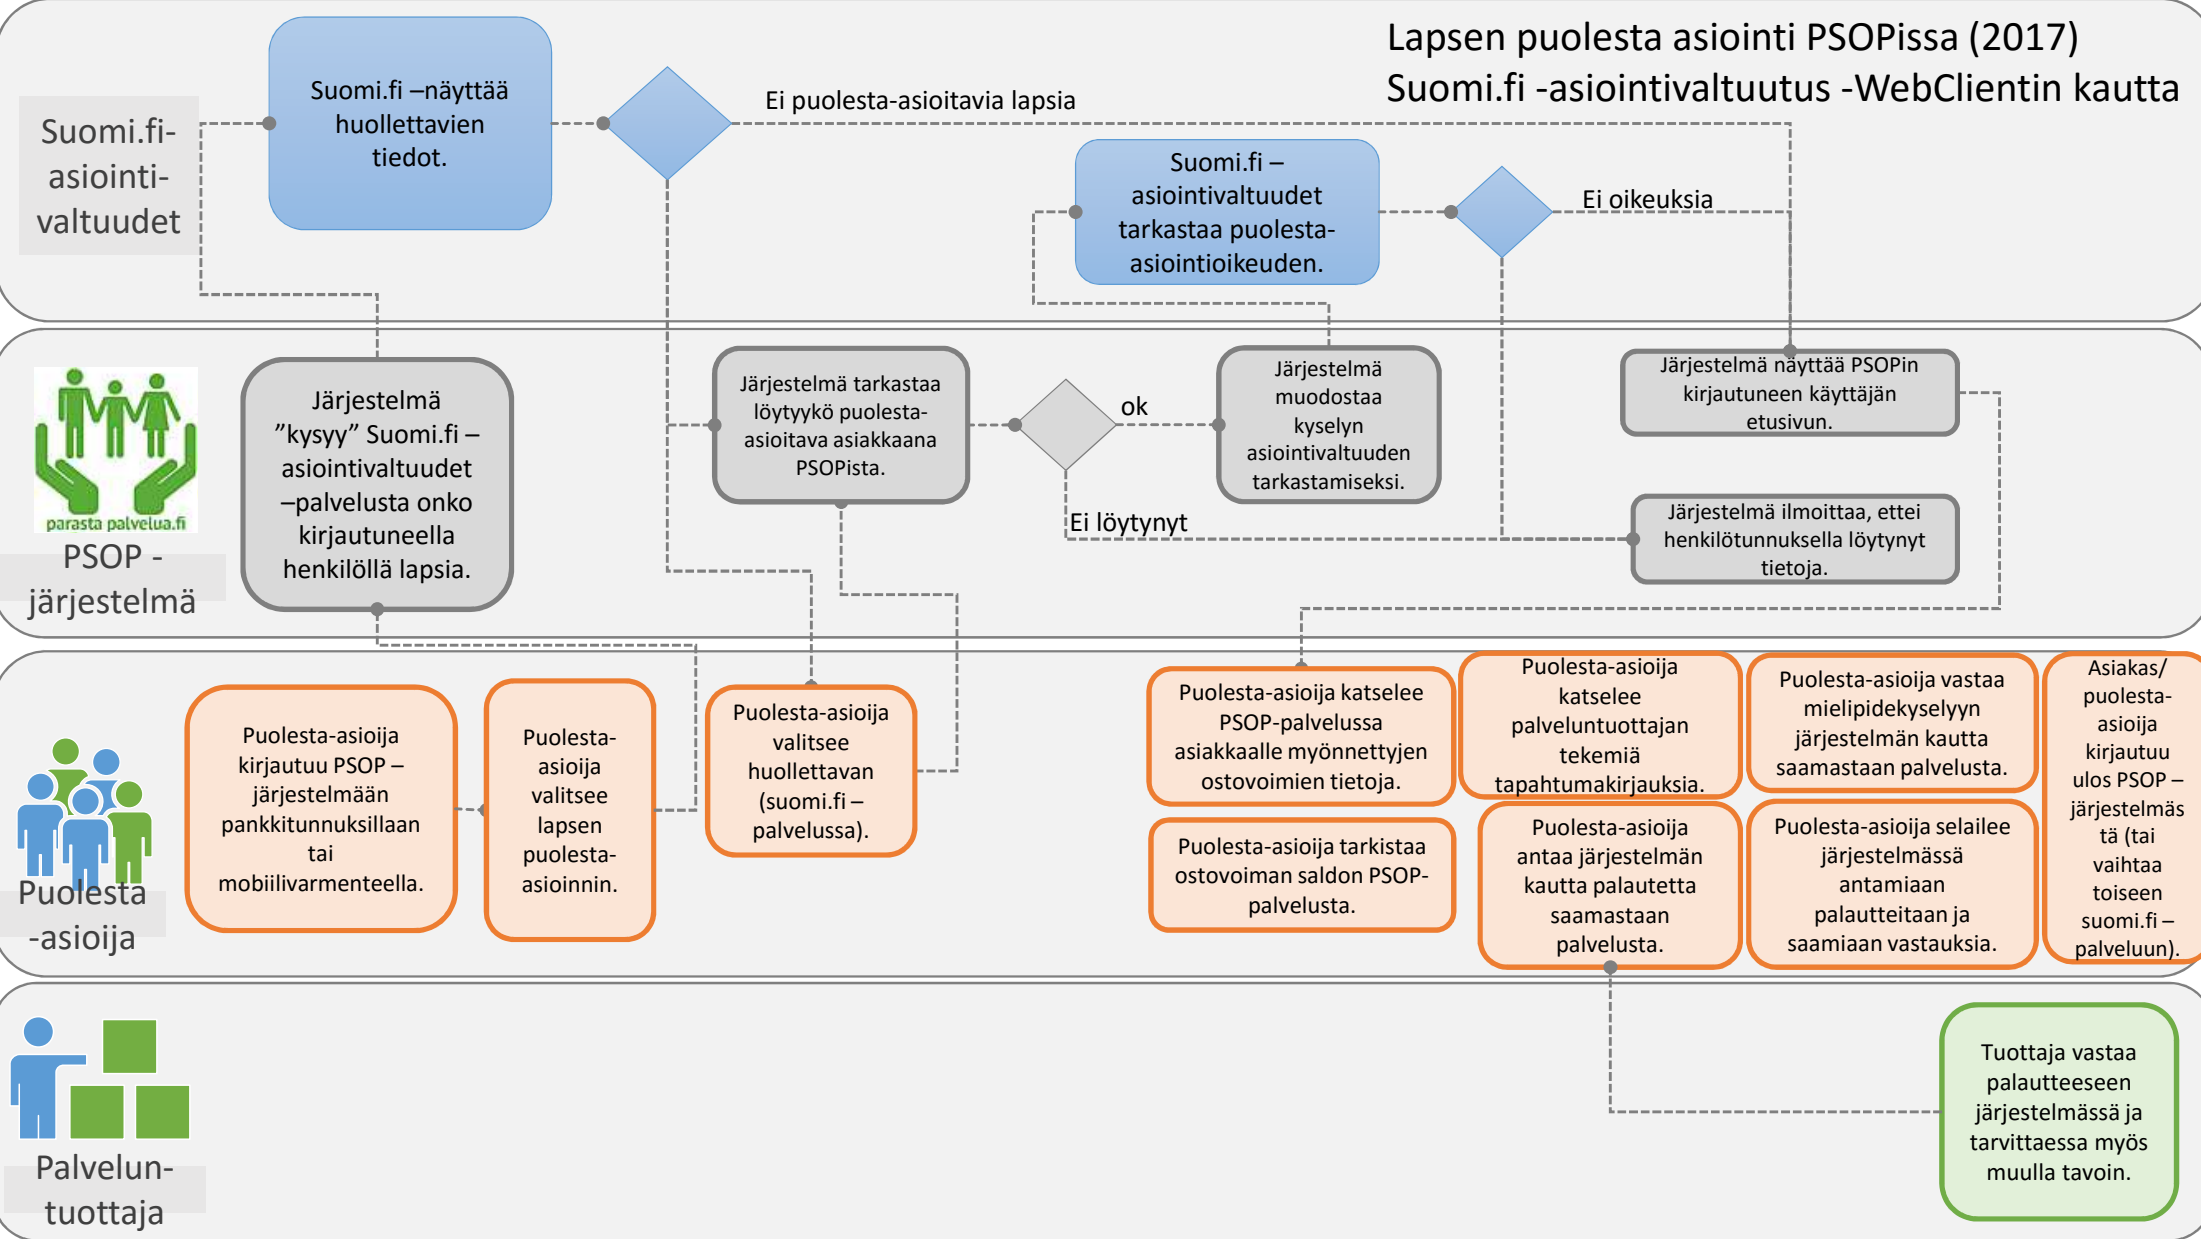 Lapsen puolesta asiointi PSOPissa (2017)
Suomi.fi -asiointivaltuutus -WebClientin kautta
Suomi.fi-
asiointi-
valtuudet
Suomi.fi –näyttää
huollettavien
tiedot.
Ei puolesta-asioitavia lapsia
Suomi.fi –
asiointivaltuudet
tarkastaa puolesta-
asiointioikeuden.
Ei oikeuksia
parasta palvelua.fi
PSOP -
järjestelmä
Järjestelmä
”kysyy” Suomi.fi –
asiointivaltuudet
–palvelusta onko
kirjautuneella
henkilöllä lapsia.
Järjestelmä tarkastaa
löytyykö puolesta-
asioitava asiakkaana
PSOPista.
ok
Ei löytynyt
Järjestelmä
muodostaa
kyselyn
asiointivaltuuden
tarkastamiseksi.
Järjestelmä näyttää PSOPin
kirjautuneen käyttäjän
etusivun.
Järjestelmä ilmoittaa, ettei
henkilötunnuksella löytynyt
tietoja.
Puolesta
-asioija
Puolesta-asioija
kirjautuu PSOP –
järjestelmään
pankkitunnuksillaan
tai
mobiilivarmenteella.
Puolesta-
asioija
valitsee
lapsen
puolesta-
asioinnin.
Puolesta-asioija
valitsee
huollettavan
(suomi.fi –
palvelussa).
Puolesta-asioija katselee
PSOP-palvelussa
asiakkaalle myönnettyjen
ostovoimien tietoja.
Puolesta-asioija tarkistaa
ostovoiman saldon PSOP-
palvelusta.
Puolesta-asioija
katselee
palveluntuottajan
tekemiä
tapahtumakirjauksia.
Puolesta-asioija
antaa järjestelmän
kautta palautetta
saamastaan
palvelusta.
Puolesta-asioija vastaa
mielipidekyselyyn
järjestelmän kautta
saamastaan palvelusta.
Puolesta-asioija selailee
järjestelmässä
antamiaan
palautteitaan ja
saamiaan vastauksia.
Asiakas/
puolesta-
asioija
kirjautuu
ulos PSOP –
järjestelmäs
tä (tai
vaihtaa
toiseen
suomi.fi –
palveluun).
Palvelun-
tuottaja
Tuottaja vastaa
palautteeseen
järjestelmässä ja
tarvittaessa myös
muulla tavoin.